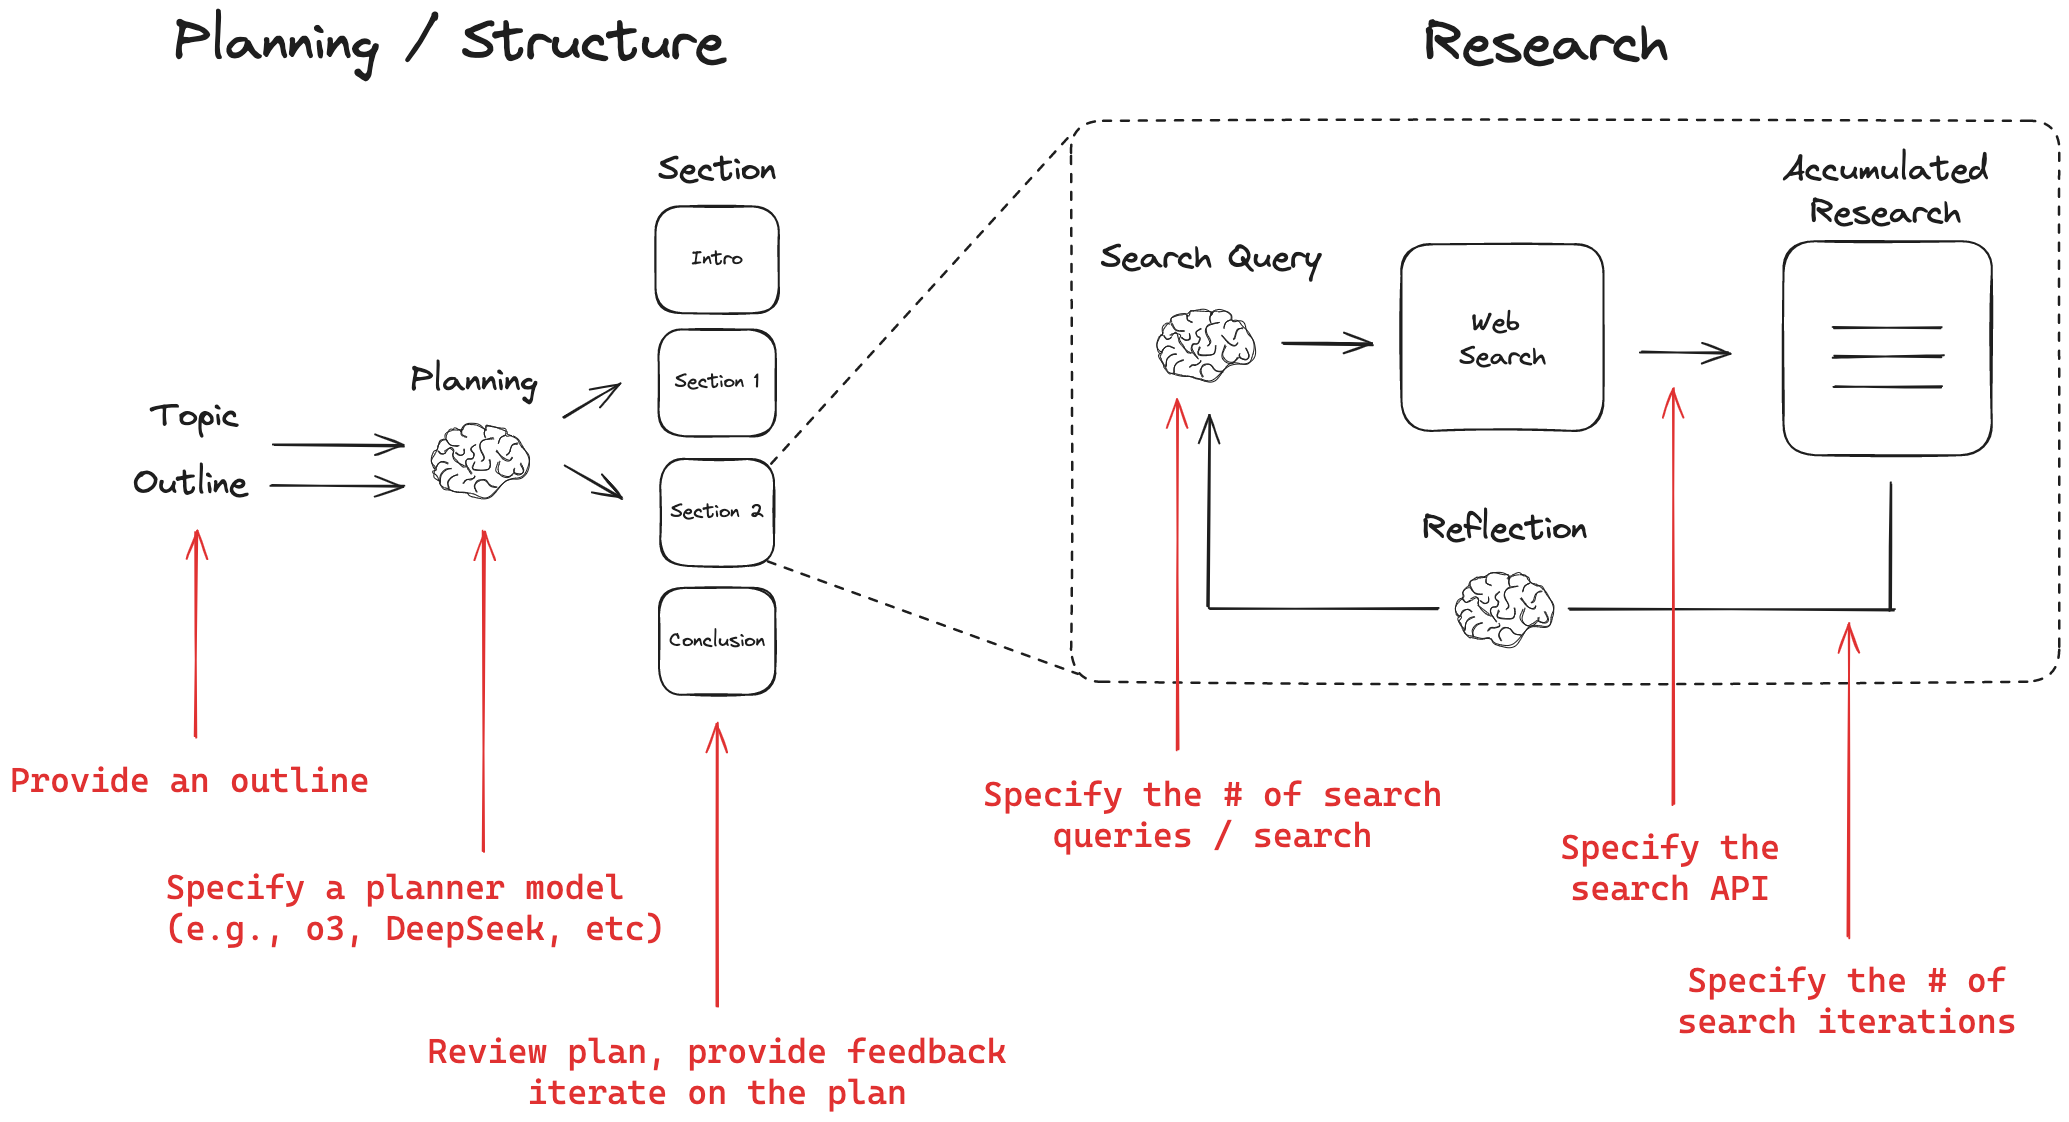 Planning / Structure
Research
Section
Intro
Section 1
Section 2
Conclusion
Planning
Topic
Outline
Search Query
Web
Search
Accumulated
Research
Reflection
Provide an outline
Specify a planner model
(e.g., o3, DeepSeek, etc)
Review plan, provide feedback
iterate on the plan
Specify the # of search
queries / search
Specify the
search API
Specify the # of
search iterations